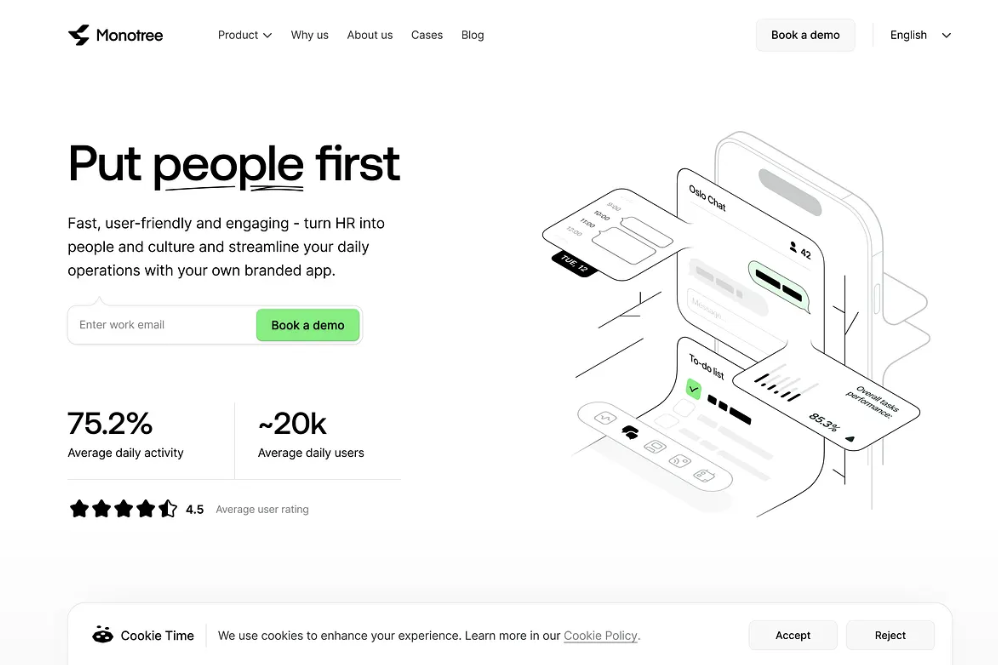 Monotree
Product
Why us
About us
Cases
Blog
Book a demo
English
Put people first
Fast, user-friendly and engaging - turn HR into
people and culture and streamline your daily
operations with your own branded app.
Enter work email
Book a demo
75.2%
Average daily activity
~20k
Average daily users
4.5
Average user rating
9:00
10:00
11:00
12:00
TUE, 12
Oslo Chat
42
Message
To-do list
Overall tasks
performance:
85.3%
Cookie Time
We use cookies to enhance your experience. Learn more in our Cookie Policy.
Accept
Reject